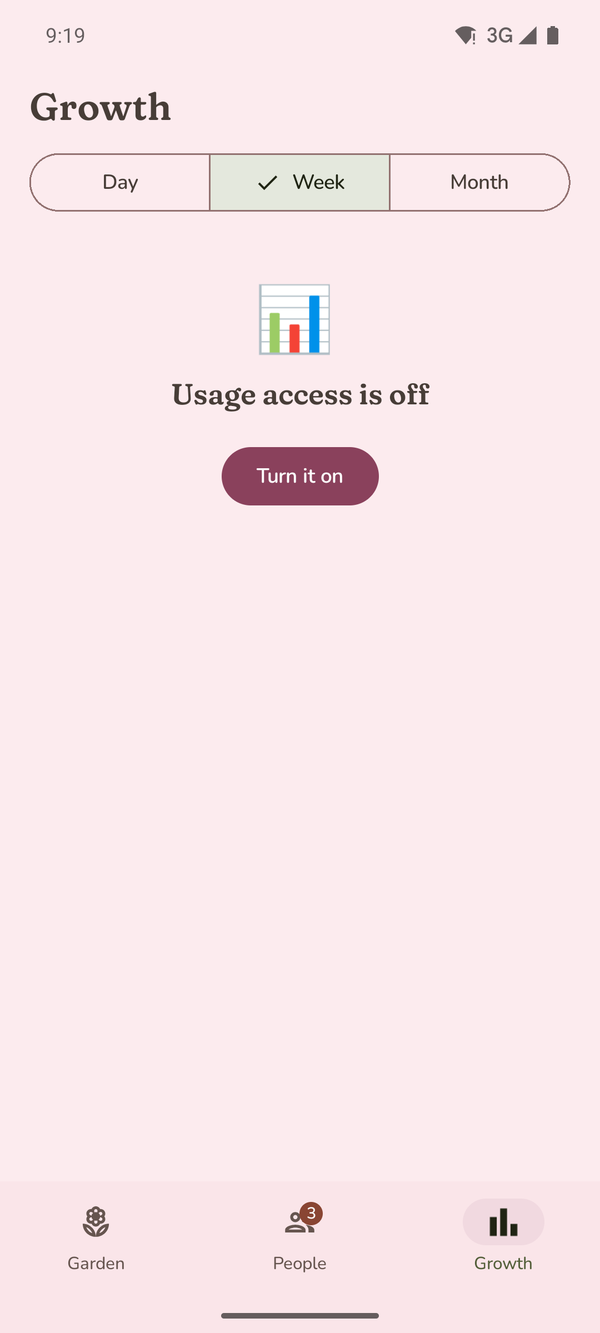 9:19
3G
Growth
Day
Week
Month
Usage access is off
Turn it on
3
Garden
People
Growth